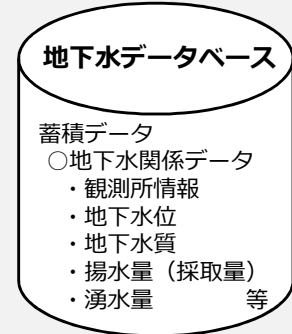 地下水データベース
蓄積データ
○地下水関係データ
・観測所情報
・地下水位
・地下水質
・揚水量（採取量）
・湧水量　　　等